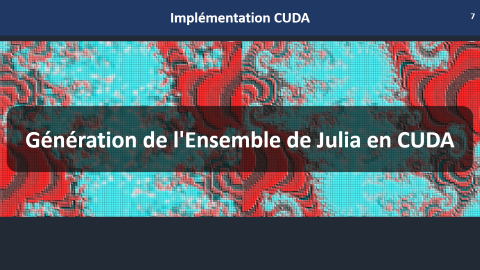 Implémentation CUDA
7
Génération de l'Ensemble de Julia en CUDA